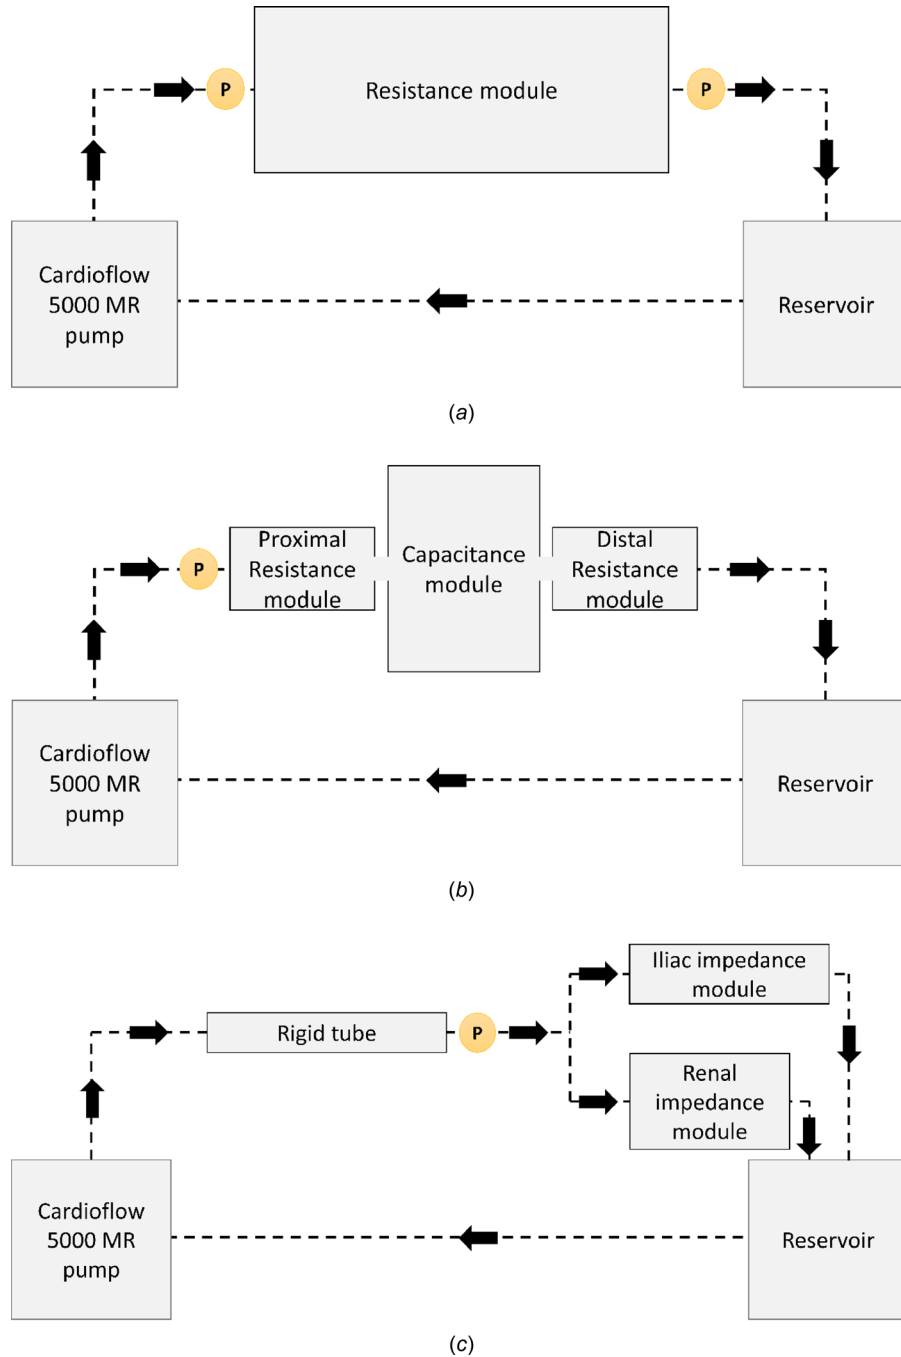 P
Resistance module
P
Cardioflow
5000 MR
pump
Reservoir
(a)
P
Proximal
Resistance
module
Capacitance
module
Distal
Resistance
module
Cardioflow
5000 MR
pump
Reservoir
(b)
Rigid tube
P
Iliac impedance
module
Renal
impedance
module
Cardioflow
5000 MR
pump
Reservoir
(c)